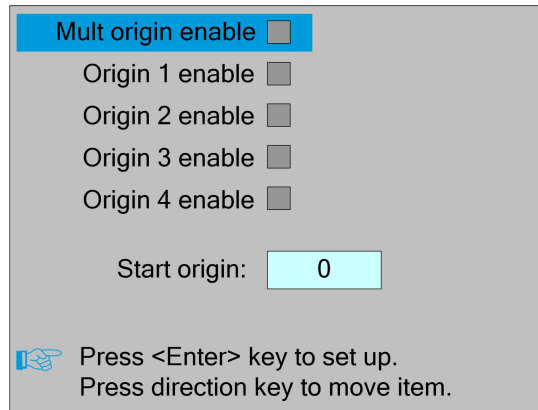 Mult origin enable
Origin 1 enable
Origin 2 enable
Origin 3 enable
Origin 4 enable
Start origin: 0
Press <Enter> key to set up.
Press direction key to move item.